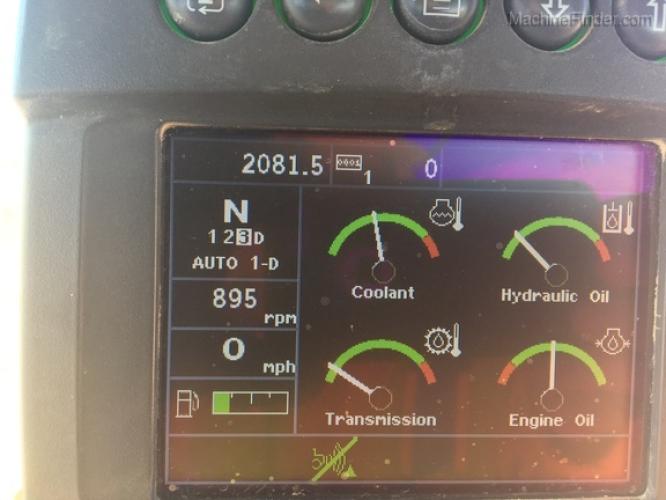 MachineFinder.com
2081.5 0001 1 0
N
1 2 3 D
AUTO 1-D
895 rpm
0 mph
Coolant
Hydraulic Oil
Transmission
Engine Oil